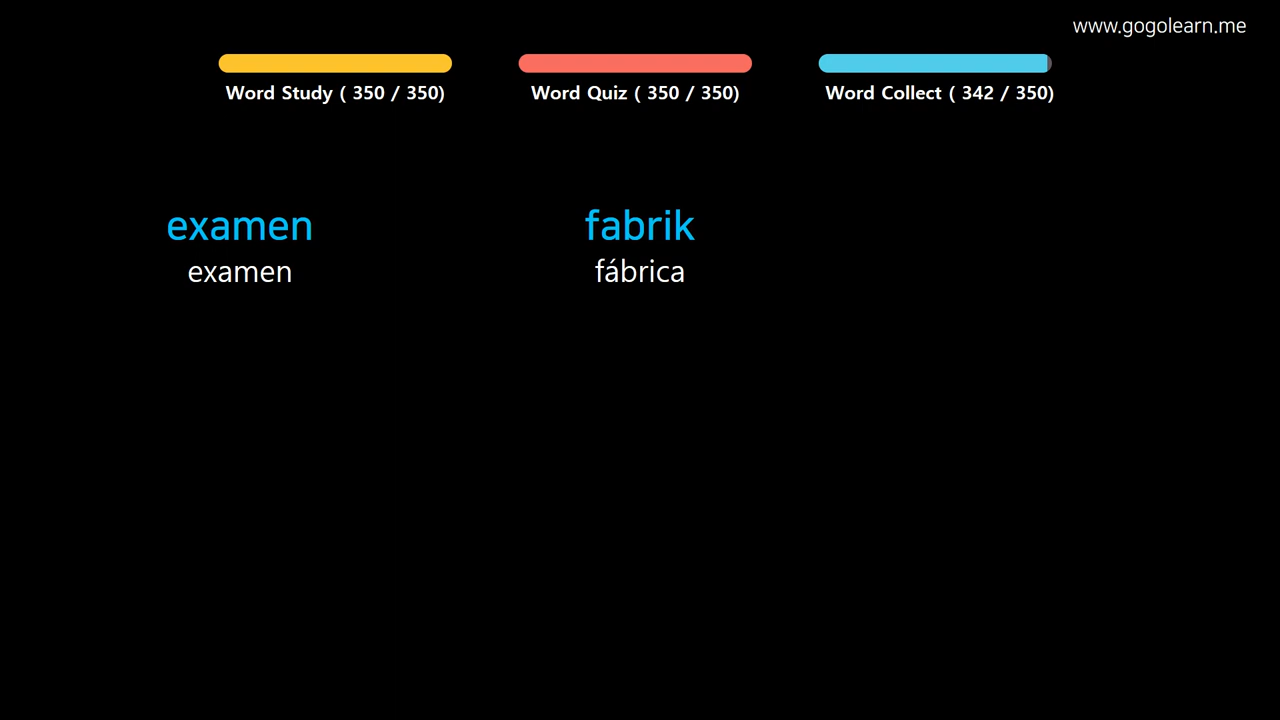 www.gogolearn.me
Word Study ( 350 / 350)
Word Quiz ( 350 / 350)
Word Collect ( 342 / 350)
examen
examen
fabrik
fábrica